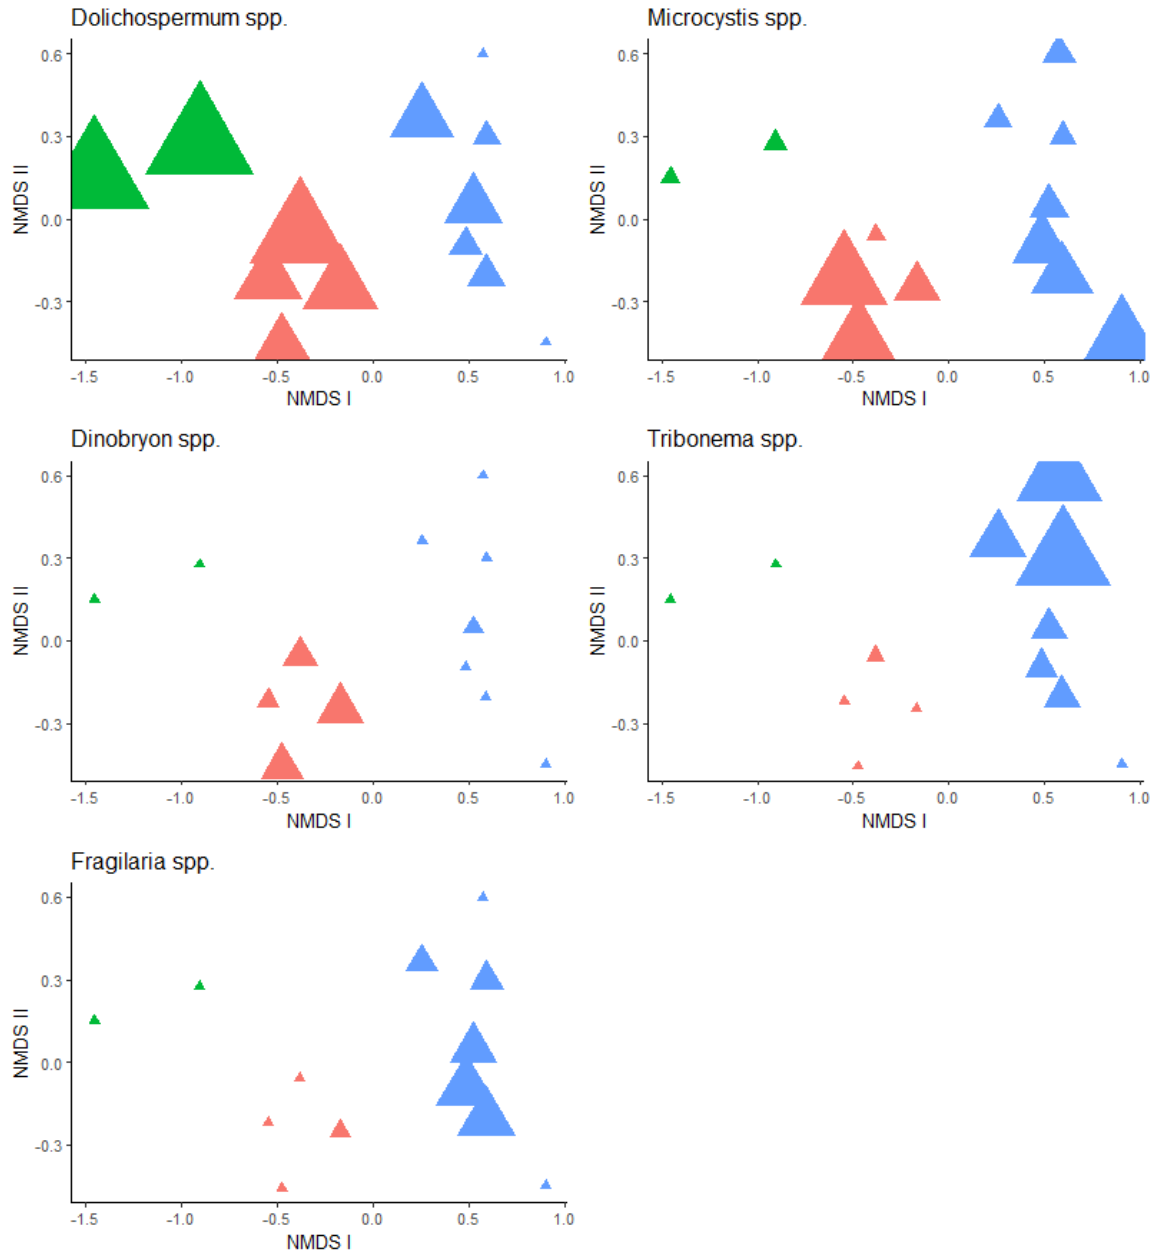 Dolichospermum spp.
0.6
0.3
0.0
-0.3
NMDS II
-1.5 -1.0 -0.5 0.0 0.5 1.0
NMDS I
Microcystis spp.
0.6
0.3
0.0
-0.3
NMDS II
-1.5 -1.0 -0.5 0.0 0.5 1.0
NMDS I
Dinobryon spp.
0.6
0.3
0.0
-0.3
NMDS II
-1.5 -1.0 -0.5 0.0 0.5 1.0
NMDS I
Tribonema spp.
0.6
0.3
0.0
-0.3
NMDS II
-1.5 -1.0 -0.5 0.0 0.5 1.0
NMDS I
Fragilaria spp.
0.6
0.3
0.0
-0.3
NMDS II
-1.5 -1.0 -0.5 0.0 0.5 1.0
NMDS I